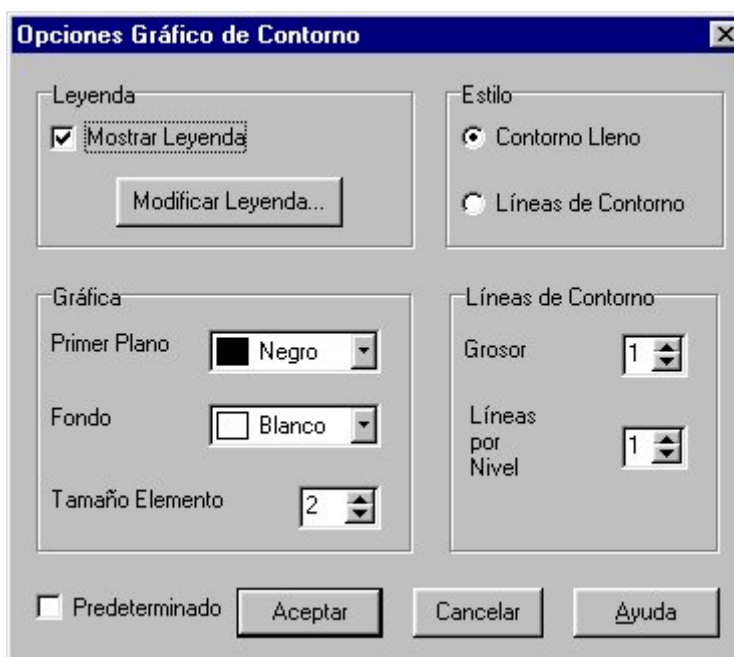 Opciones Gráfico de Contorno
Leyenda
Mostrar Leyenda
Modificar Leyenda...
Estilo
Contorno Lleno
Líneas de Contorno
Gráfica
Primer Plano
Negro
Fondo
Blanco
Tamaño Elemento
2
Líneas de Contorno
Grosor
1
Líneas
por
Nivel
1
Predeterminado
Aceptar
Cancelar
Ayuda